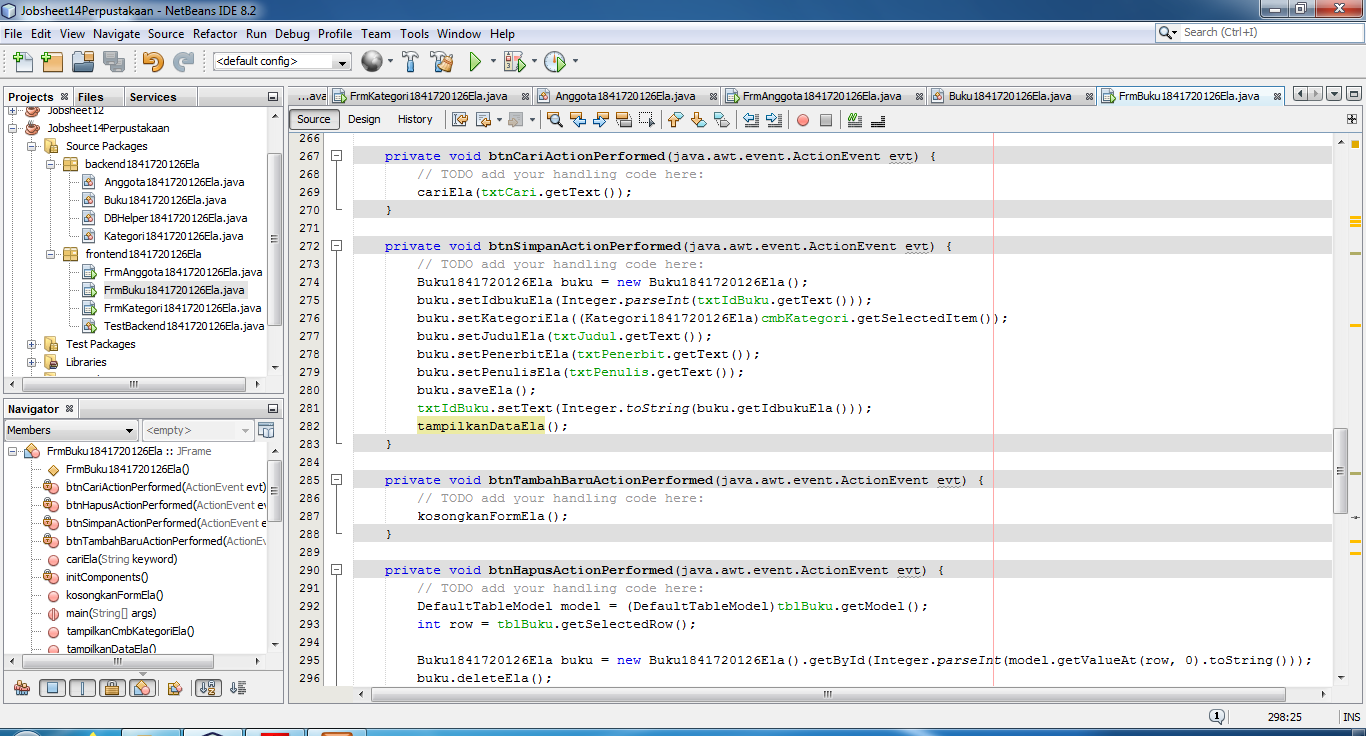 Jobsheet14Perpustakaan - NetBeans IDE 8.2
File Edit View Navigate Source Refactor Run Debug Profile Team Tools Window Help
Search (Ctrl+I)
<default config>
Projects Files Services
Jobsheet12
Jobsheet14Perpustakaan
Source Packages
backend1841720126Ela
Anggota1841720126Ela.java
Buku1841720126Ela.java
DBHelper1841720126Ela.java
Kategori1841720126Ela.java
frontend1841720126Ela
FrmAnggota1841720126Ela.java
FrmBuku1841720126Ela.java
FrmKategori1841720126Ela.java
TestBackend1841720126Ela.java
Test Packages
Libraries
Navigator
Members <empty>
FrmBuku1841720126Ela :: JFrame
FrmBuku1841720126Ela()
btnCariActionPerformed(ActionEvent evt)
btnHapusActionPerformed(ActionEvent
btnSimpanActionPerformed(ActionEvent e
btnTambahBaruActionPerformed(ActionEv
cariEla(String keyword)
initComponents()
kosongkanFormEla()
main(String[] args)
tampilkanCmbKategoriEla()
tampilkanDataEla()
...ava FrmKategori1841720126Ela.java Anggota1841720126Ela.java FrmAnggota1841720126Ela.java Buku1841720126Ela.java FrmBuku1841720126Ela.java
Source Design History
266
267 private void btnCariActionPerformed(java.awt.event.ActionEvent evt) {
268 // TODO add your handling code here:
269 cariEla(txtCari.getText());
270 }
271
272 private void btnSimpanActionPerformed(java.awt.event.ActionEvent evt) {
273 // TODO add your handling code here:
274 Buku1841720126Ela buku = new Buku1841720126Ela();
275 buku.setIdbukuEla(Integer.parseInt(txtIdBuku.getText()));
276 buku.setKategoriEla((Kategori1841720126Ela)cmbKategori.getSelectedItem());
277 buku.setJudulEla(txtJudul.getText());
278 buku.setPenerbitEla(txtPenerbit.getText());
279 buku.setPenulisEla(txtPenulis.getText());
280 buku.saveEla();
281 txtIdBuku.setText(Integer.toString(buku.getIdbukuEla()));
282 tampilkanDataEla();
283 }
284
285 private void btnTambahBaruActionPerformed(java.awt.event.ActionEvent evt) {
286 // TODO add your handling code here:
287 kosongkanFormEla();
288 }
289
290 private void btnHapusActionPerformed(java.awt.event.ActionEvent evt) {
291 // TODO add your handling code here:
292 DefaultTableModel model = (DefaultTableModel)tblBuku.getModel();
293 int row = tblBuku.getSelectedRow();
294
295 Buku1841720126Ela buku = new Buku1841720126Ela().getById(Integer.parseInt(model.getValueAt(row, 0).toString()));
296 buku.deleteEla();
1 298:25 INS